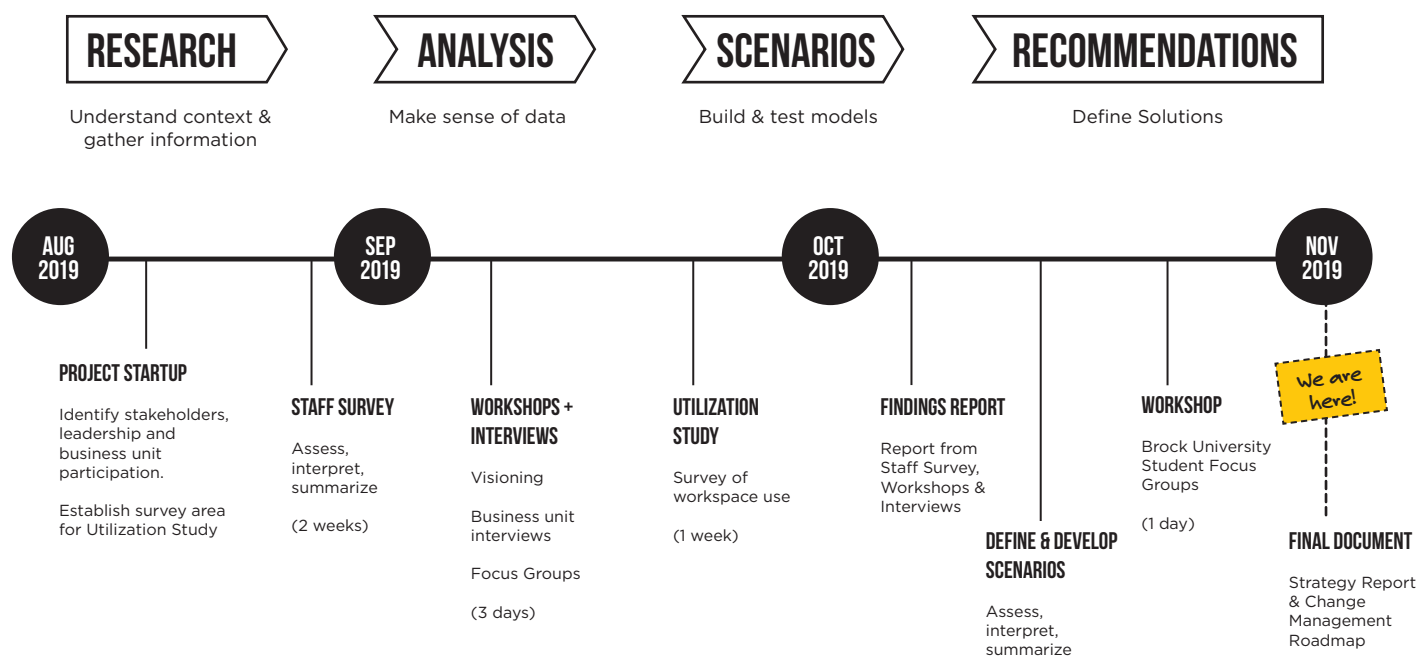 RESEARCH
ANALYSIS
SCENARIOS
RECOMMENDATIONS
Understand context &
gather information
Make sense of data
Build & test models
Define Solutions
AUG
2019
SEP
2019
OCT
2019
NOV
2019
PROJECT STARTUP
Identify stakeholders,
leadership and
business unit
participation.
Establish survey area
for Utilization Study
STAFF SURVEY
Assess,
interpret,
summarize
(2 weeks)
WORKSHOPS +
INTERVIEWS
Visioning
Business unit
interviews
Focus Groups
(3 days)
UTILIZATION
STUDY
Survey of
workspace use
(1 week)
FINDINGS REPORT
Report from
Staff Survey,
Workshops &
Interviews
DEFINE & DEVELOP
SCENARIOS
Assess,
interpret,
summarize
WORKSHOP
Brock University
Student Focus
Groups
(1 day)
We are
here!
FINAL DOCUMENT
Strategy Report
& Change
Management
Roadmap